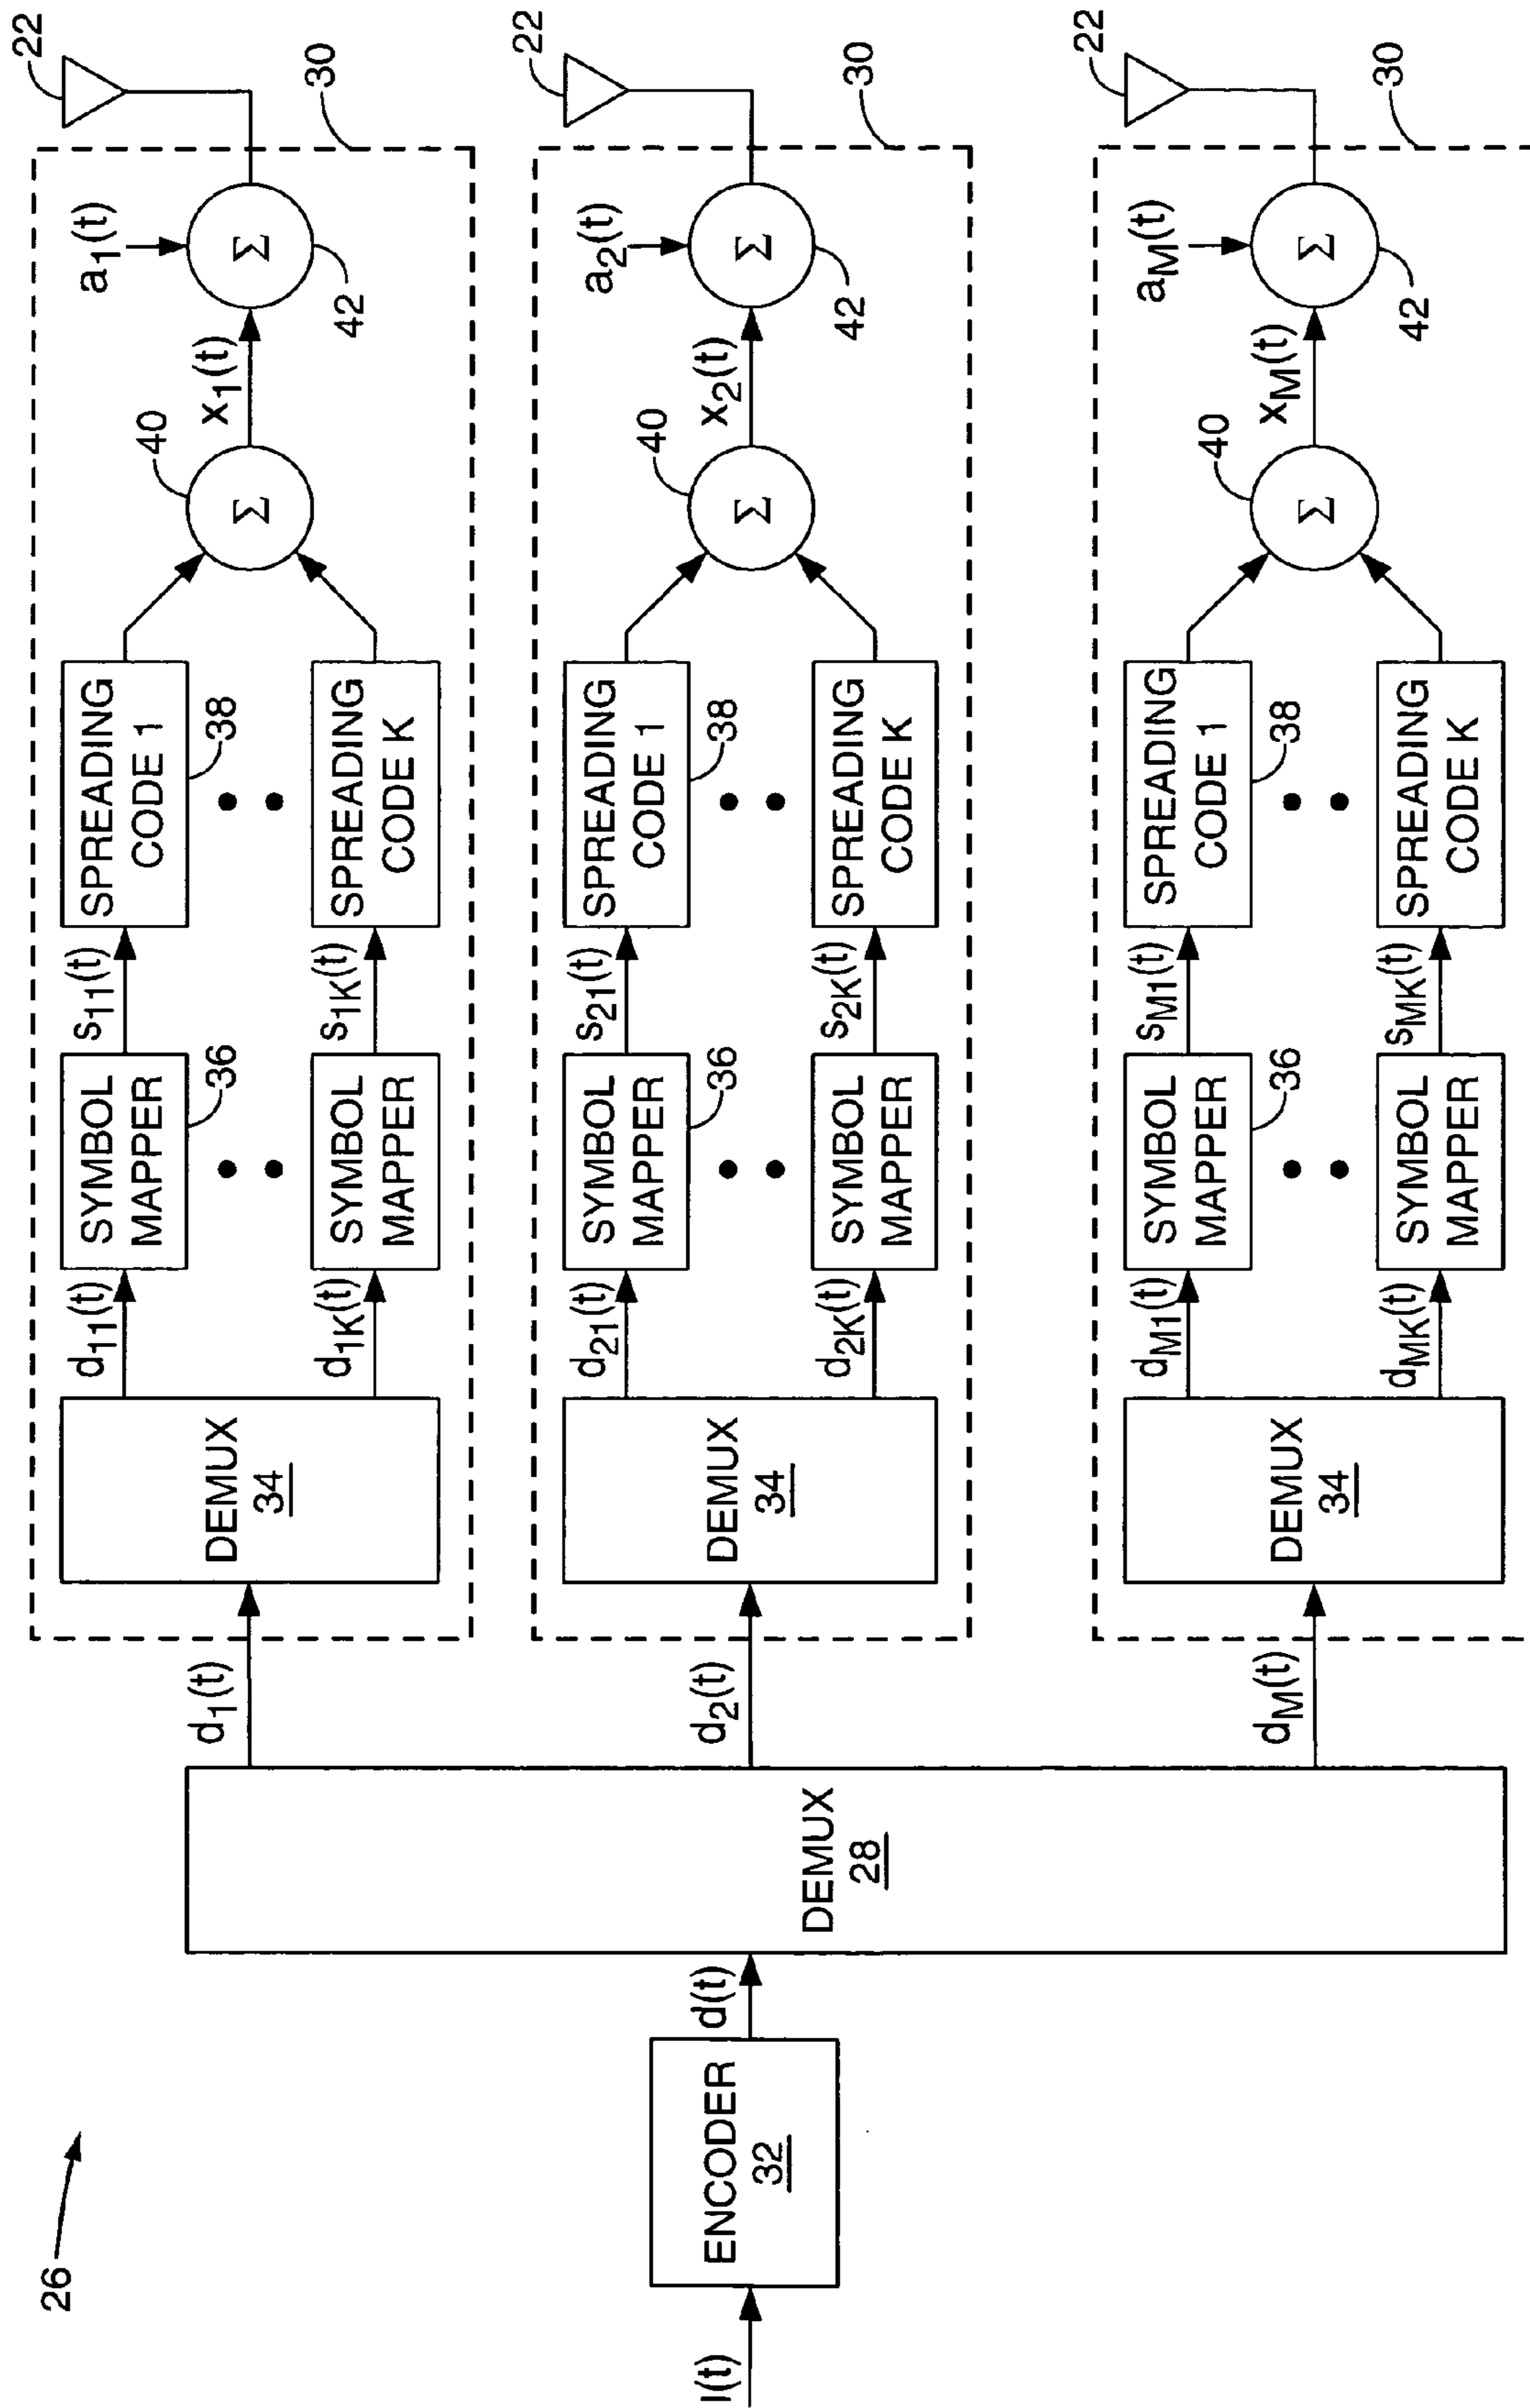 26
I(t)
ENCODER
32
d(t)
DEMUX
28
d1(t)
DEMUX
34
d11(t)
SYMBOL
MAPPER
36
s11(t)
SPREADING
CODE 1
38
d1K(t)
SYMBOL
MAPPER
s1K(t)
SPREADING
CODE K
40
Σ
x1(t)
a1(t)
Σ
42
30
22
d2(t)
DEMUX
34
d21(t)
SYMBOL
MAPPER
36
s21(t)
SPREADING
CODE 1
38
d2K(t)
SYMBOL
MAPPER
s2K(t)
SPREADING
CODE K
40
Σ
x2(t)
a2(t)
Σ
42
30
22
dM(t)
DEMUX
34
dM1(t)
SYMBOL
MAPPER
36
sM1(t)
SPREADING
CODE 1
38
dMK(t)
SYMBOL
MAPPER
sMK(t)
SPREADING
CODE K
40
Σ
xM(t)
aM(t)
Σ
42
30
22